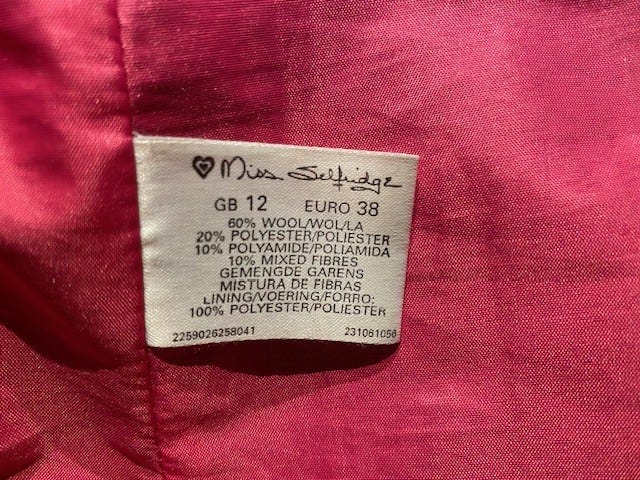 Miss Selfridge
GB 12 EURO 38
60% WOOL/WOL/LA
20% POLYESTER/POLIESTER
10% POLYAMIDE/POLIAMIDA
10% MIXED FIBRES
GEMENGDE GARENS
MISTURA DE FIBRAS
LINING/VOERING/FORRO:
100% POLYESTER/POLIESTER
2259026258041 231061056